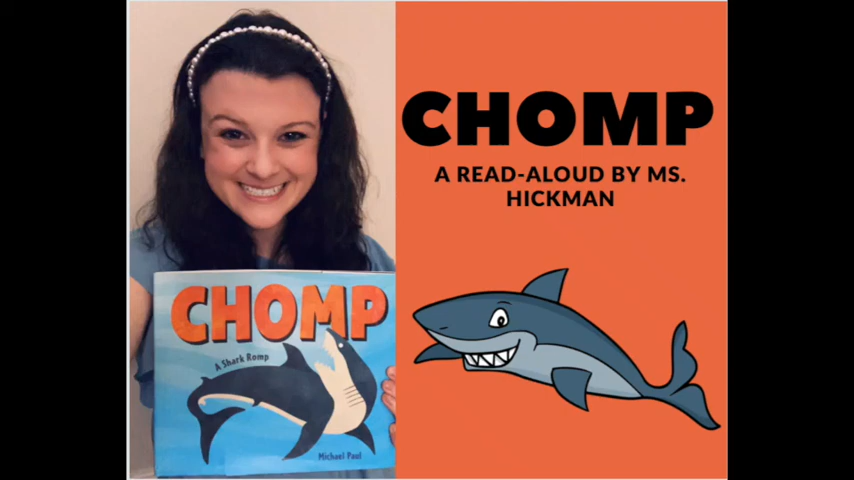 CHOMP
A Shark Romp
Michael Paul
CHOMP
A READ-ALOUD BY MS.
HICKMAN